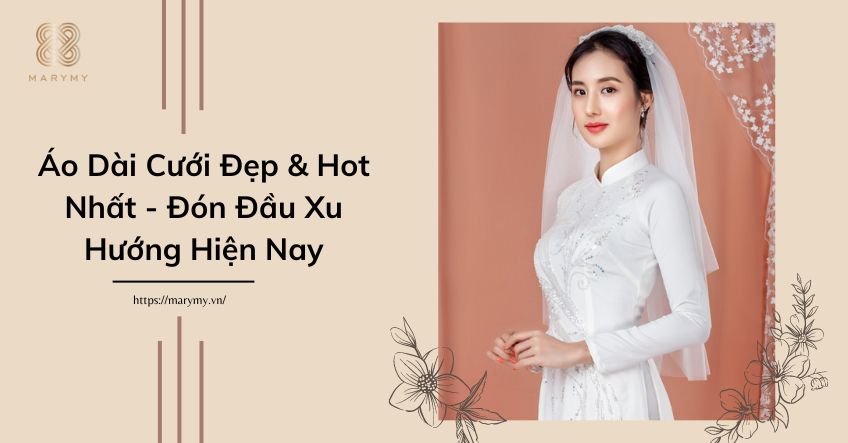 MARYMY
Áo Dài Cưới Đẹp & Hot
Nhất - Đón Đầu Xu
Hướng Hiện Nay
https://marymy.vn/